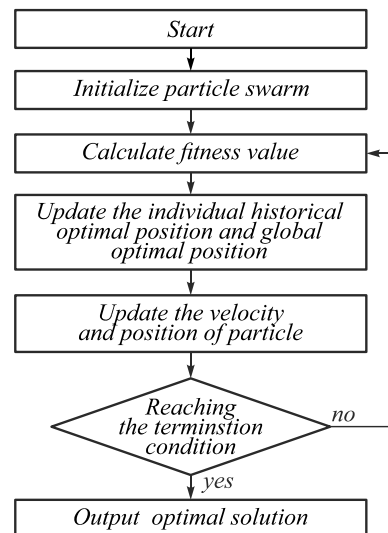 Start
Initialize particle swarm
Calculate fitness value
Update the individual historical
optimal position and global
optimal position
Update the velocity
and position of particle
Reaching
the terminstion
condition
no
yes
Output optimal solution